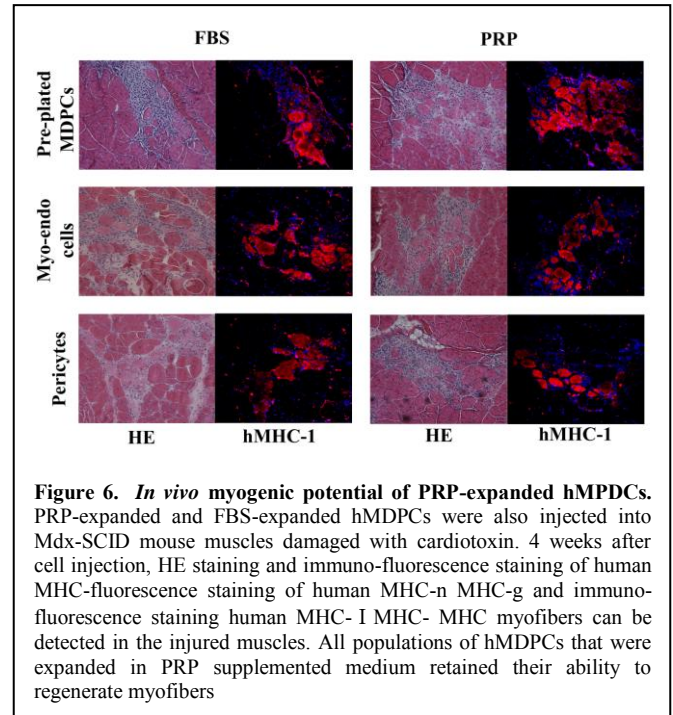 FBS PRP
Pre-plated
MDPCs
Myo-endo
cells
Pericytes
HE hMHC-1 HE hMHC-1
Figure 6. In vivo myogenic potential of PRP-expanded hMPDCs.
PRP-expanded and FBS-expanded hMDPCs were also injected into
Mdx-SCID mouse muscles damaged with cardiotoxin. 4 weeks after
cell injection, HE staining and immuno-fluorescence staining of human
MHC-fluorescence staining of human MHC-n MHC-g and immuno-
fluorescence staining human MHC- I MHC- MHC myofibers can be
detected in the injured muscles. All populations of hMDPCs that were
expanded in PRP supplemented medium retained their ability to
regenerate myofibers